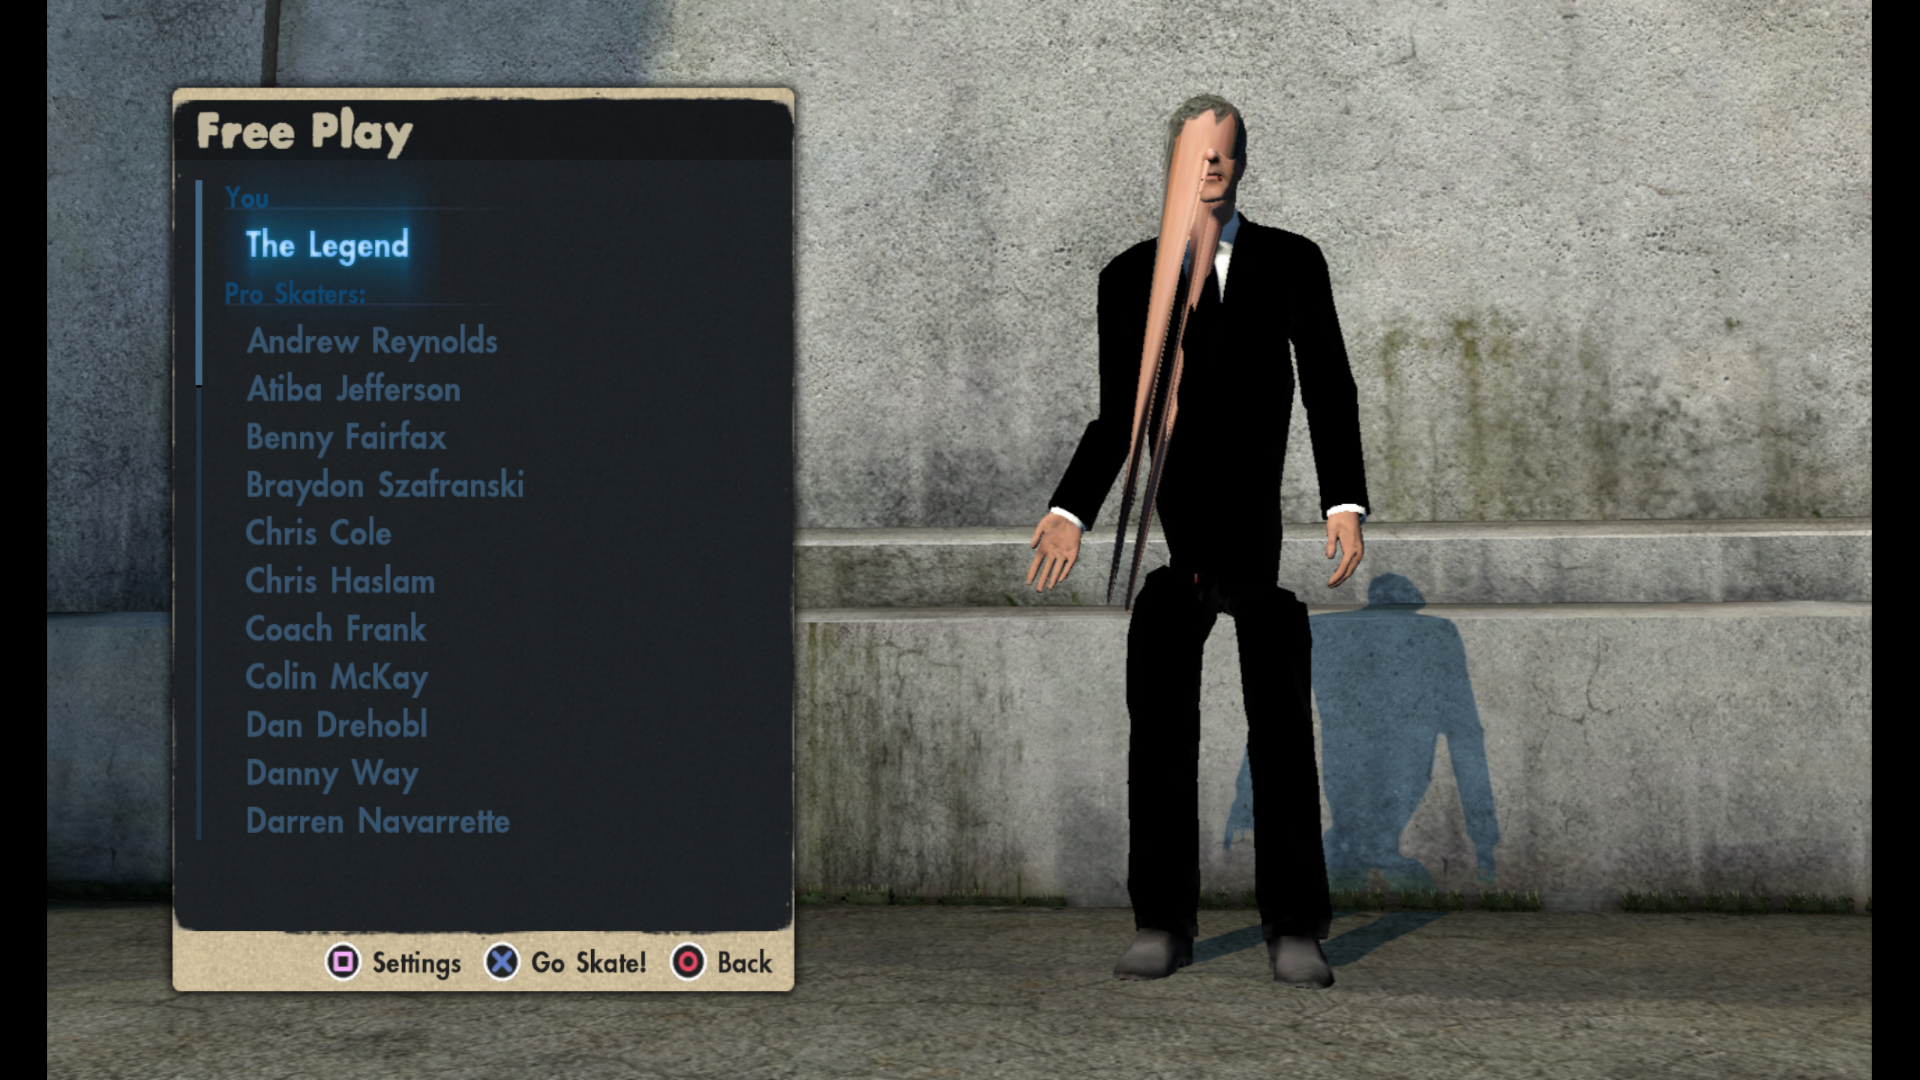 Free Play
You
The Legend
Pro Skaters:
Andrew Reynolds
Atiba Jefferson
Benny Fairfax
Braydon Szafranski
Chris Cole
Chris Haslam
Coach Frank
Colin McKay
Dan Drehobl
Danny Way
Darren Navarrette
Settings Go Skate! Back